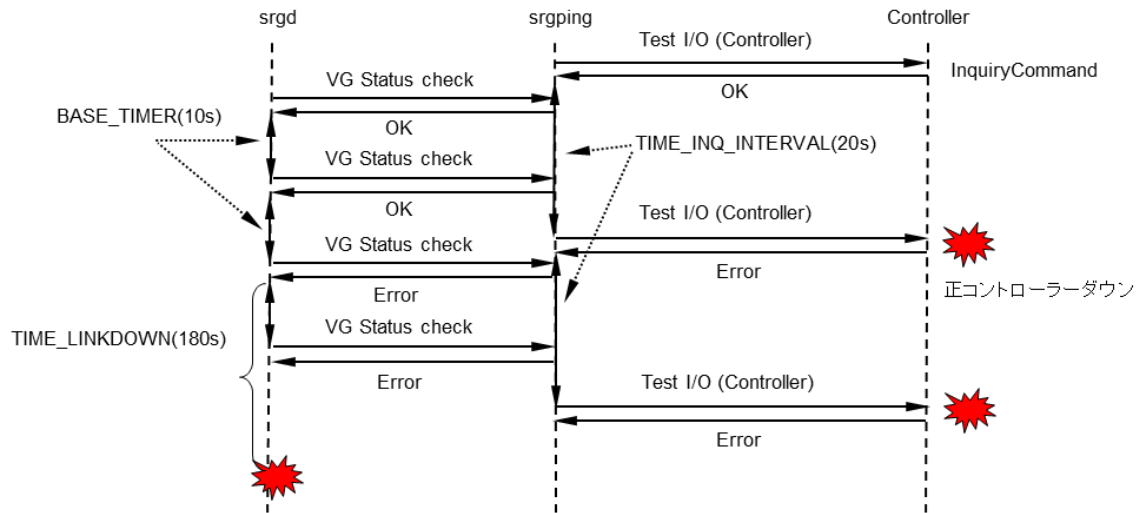 srgd
srgping
Controller
Test I/O (Controller)
InquiryCommand
VG Status check
OK
BASE_TIMER(10s)
OK
TIME_INQ_INTERVAL(20s)
VG Status check
OK
Test I/O (Controller)
VG Status check
Error
Error
正コントローラーダウン
TIME_LINKDOWN(180s)
VG Status check
Error
Test I/O (Controller)
Error